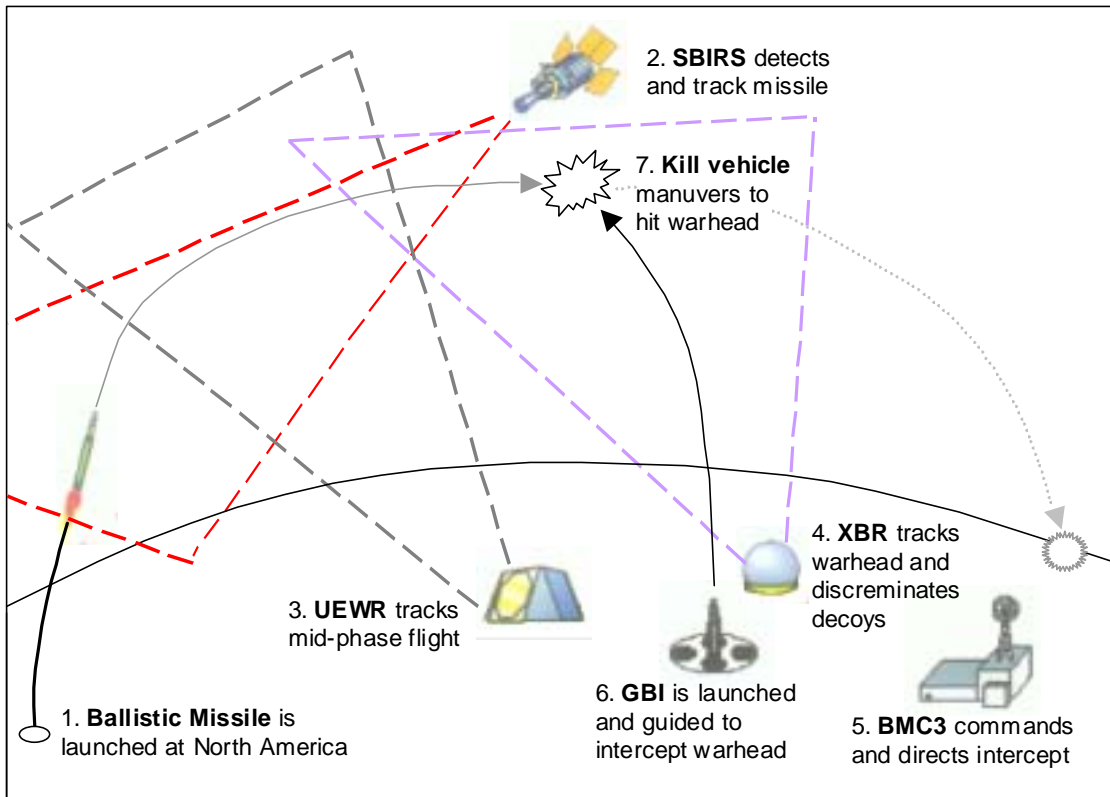 1. Ballistic Missile is
launched at North America
2. SBIRS detects
and track missile
3. UEWR tracks
mid-phase flight
4. XBR tracks
warhead and
discreminates
decoys
5. BMC3 commands
and directs intercept
6. GBI is launched
and guided to
intercept warhead
7. Kill vehicle
manuvers to
hit warhead